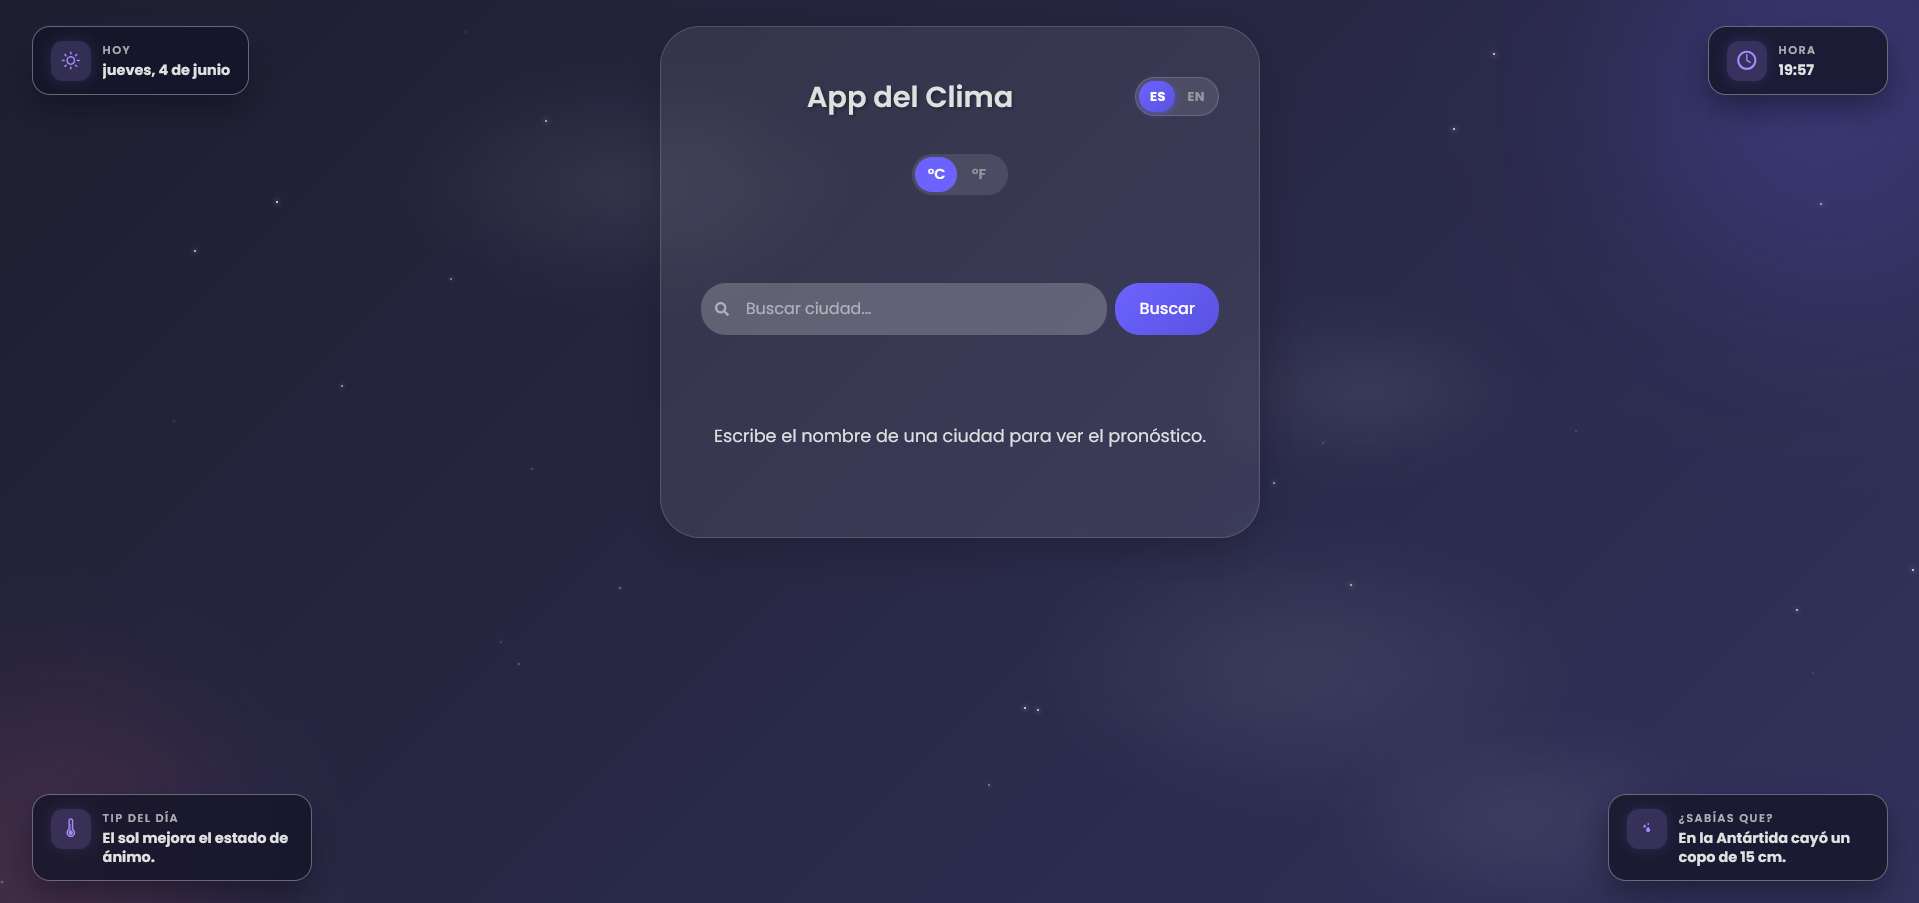 HOY
jueves, 4 de junio
App del Clima
ES EN
HORA
19:57
°C °F
Buscar ciudad...
Buscar
Escribe el nombre de una ciudad para ver el pronóstico.
TIP DEL DÍA
El sol mejora el estado de
ánimo.
¿SABÍAS QUE?
En la Antártida cayó un
copo de 15 cm.